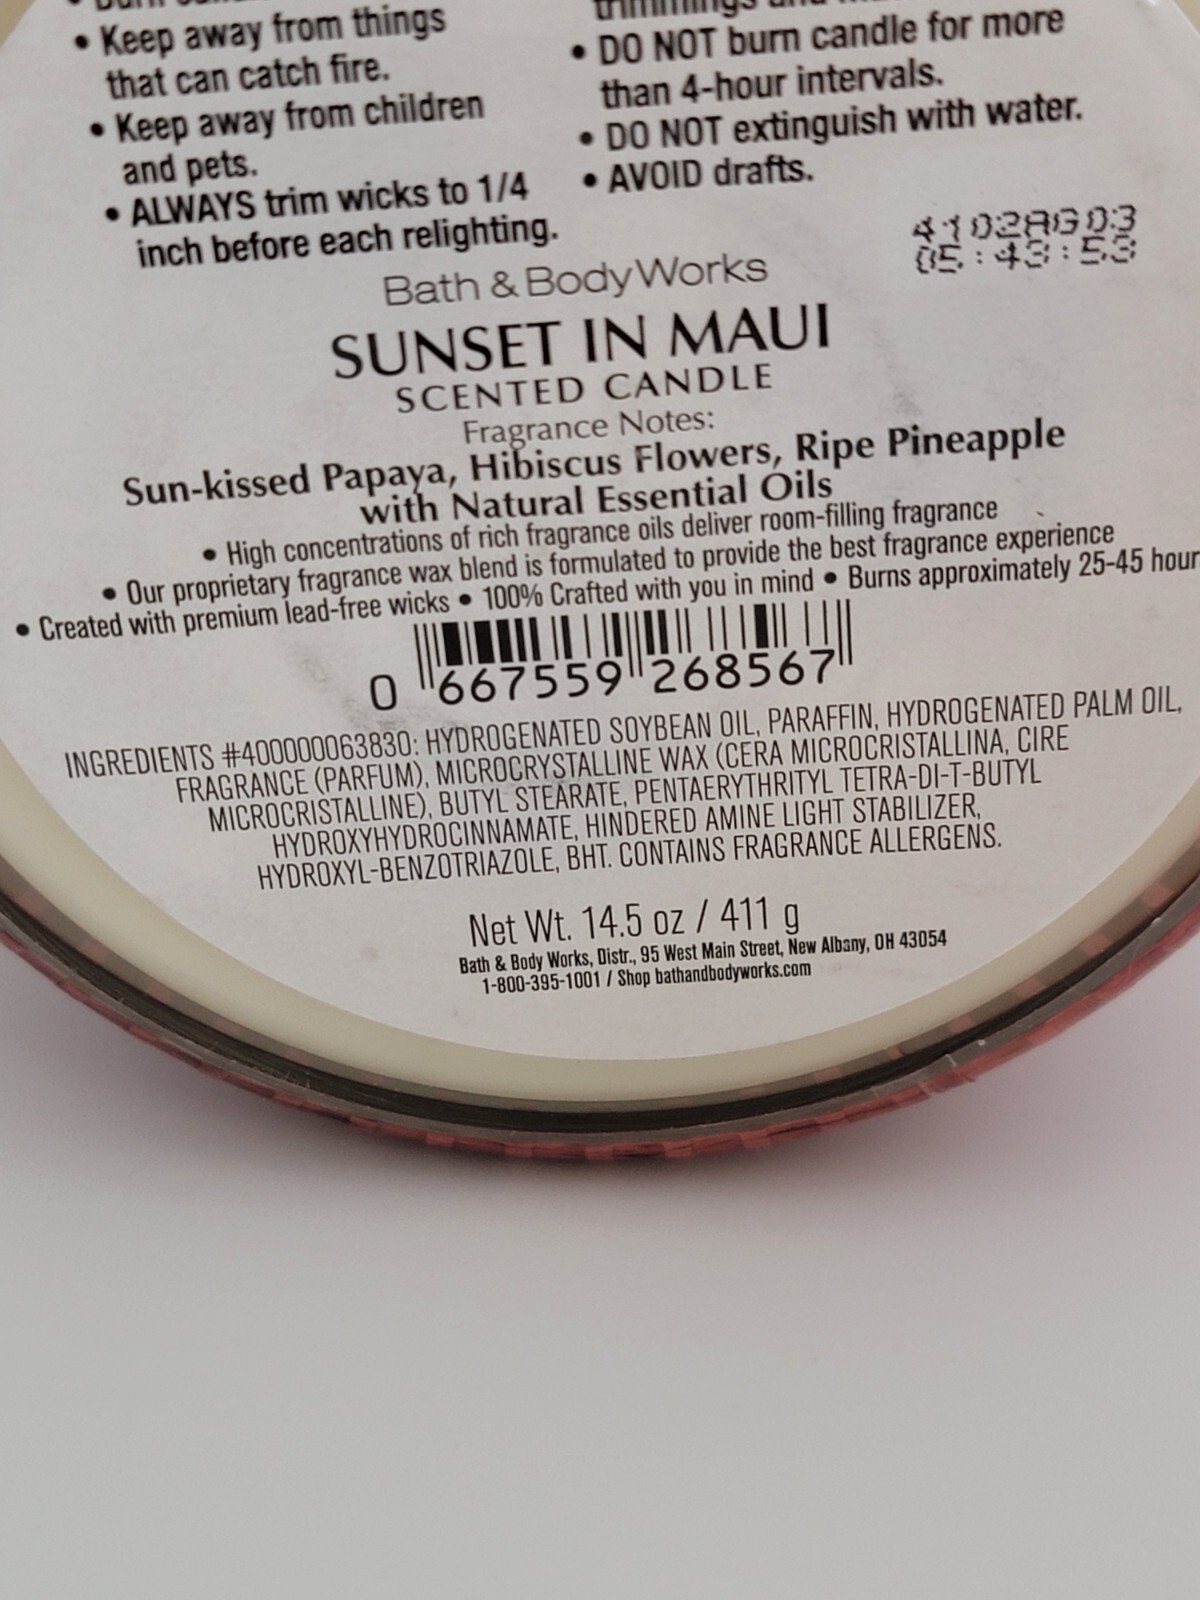 • Keep away from things
that can catch fire.
• Keep away from children
and pets.
• ALWAYS trim wicks to 1/4
inch before each relighting.
• DO NOT burn candle for more
than 4-hour intervals.
• DO NOT extinguish with water.
• AVOID drafts.
41028G03
05:43:53
Bath & Body Works
SUNSET IN MAUI
SCENTED CANDLE
Fragrance Notes:
Sun-kissed Papaya, Hibiscus Flowers, Ripe Pineapple
with Natural Essential Oils
• High concentrations of rich fragrance oils deliver room-filling fragrance
• Our proprietary fragrance wax blend is formulated to provide the best fragrance experience
• Created with premium lead-free wicks • 100% Crafted with you in mind • Burns approximately 25-45 hour
0 667559 268567
INGREDIENTS #400000063830: HYDROGENATED SOYBEAN OIL, PARAFFIN, HYDROGENATED PALM OIL,
FRAGRANCE (PARFUM), MICROCRYSTALLINE WAX (CERA MICROCRISTALLINA, CIRE
MICROCRISTALLINE), BUTYL STEARATE, PENTAERYTHRITYL TETRA-DI-T-BUTYL
HYDROXYHYDROCINNAMATE, HINDERED AMINE LIGHT STABILIZER,
HYDROXYL-BENZOTRIAZOLE, BHT. CONTAINS FRAGRANCE ALLERGENS.
Net Wt. 14.5 oz / 411 g
Bath & Body Works, Distr., 95 West Main Street, New Albany, OH 43054
1-800-395-1001 / Shop bathandbodyworks.com